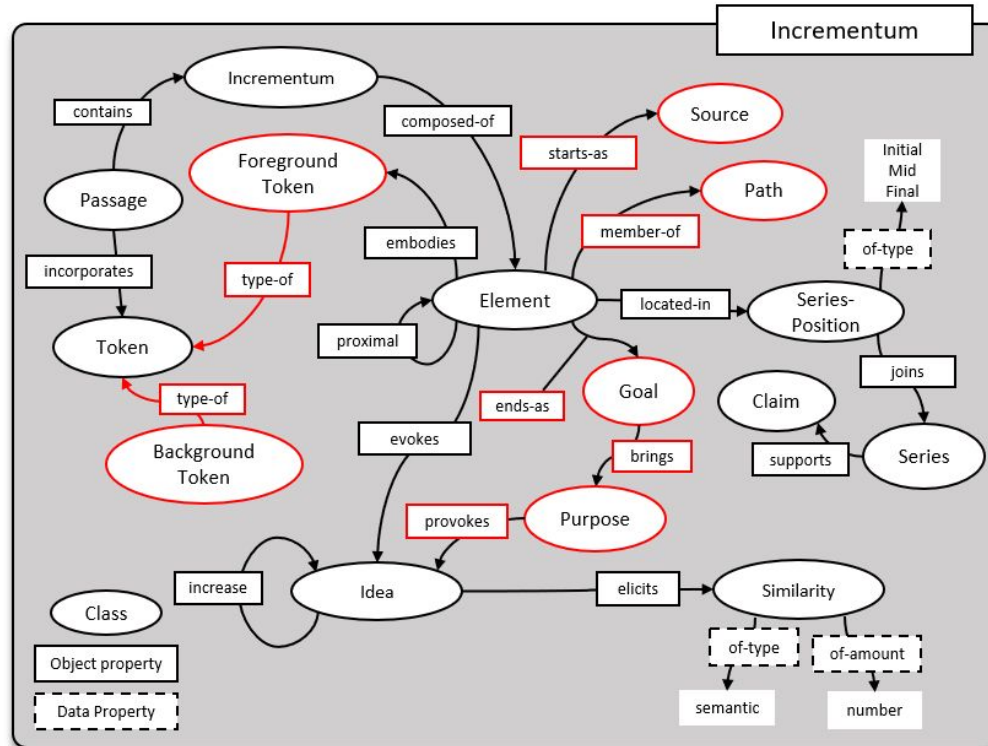 Incrementum
Incrementum
contains
composed-of
Source
starts-as
Foreground
Token
Initial
Mid
Final
Passage
Path
member-of
embodies
of-type
incorporates
type-of
Element
located-in
Series-
Position
proximal
Token
joins
type-of
ends-as
Goal
Claim
evokes
Background
Token
brings
supports
Series
provokes
Purpose
increase
Idea
elicits
Similarity
Class
of-type
of-amount
Object property
Data Property
semantic
number